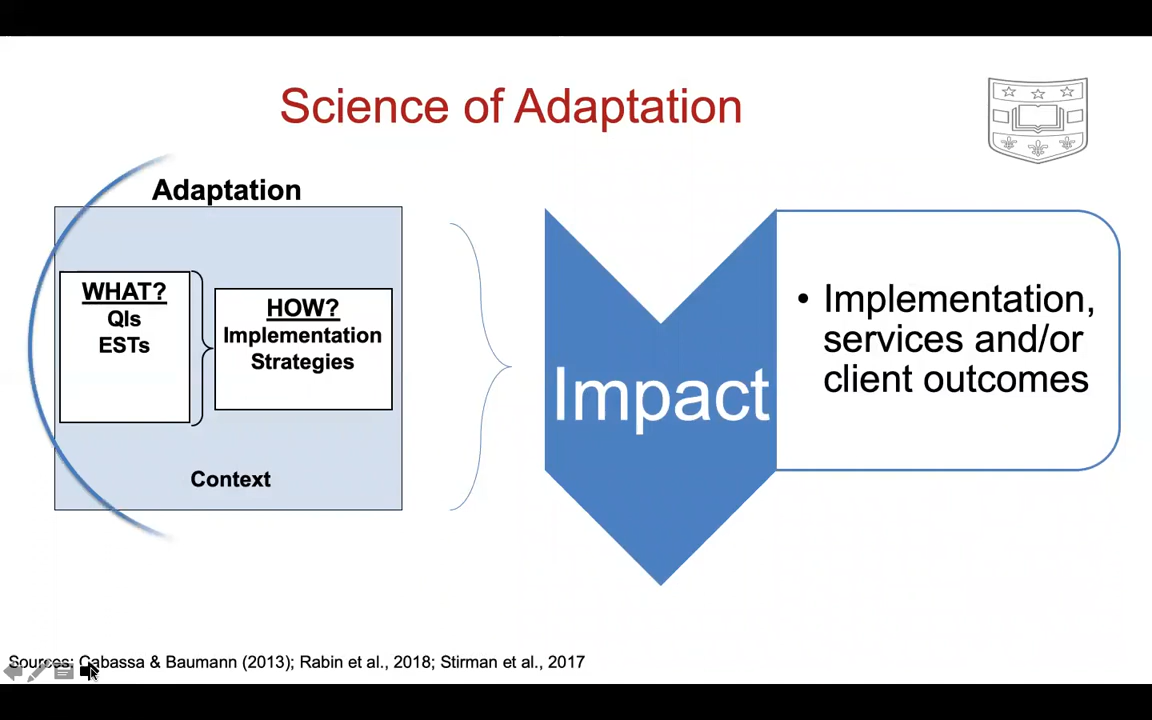 Science of Adaptation
Adaptation
WHAT?
QIs
ESTs
HOW?
Implementation
Strategies
Context
Impact
• Implementation,
services and/or
client outcomes
Sources: Cabassa & Baumann (2013); Rabin et al., 2018; Stirman et al., 2017